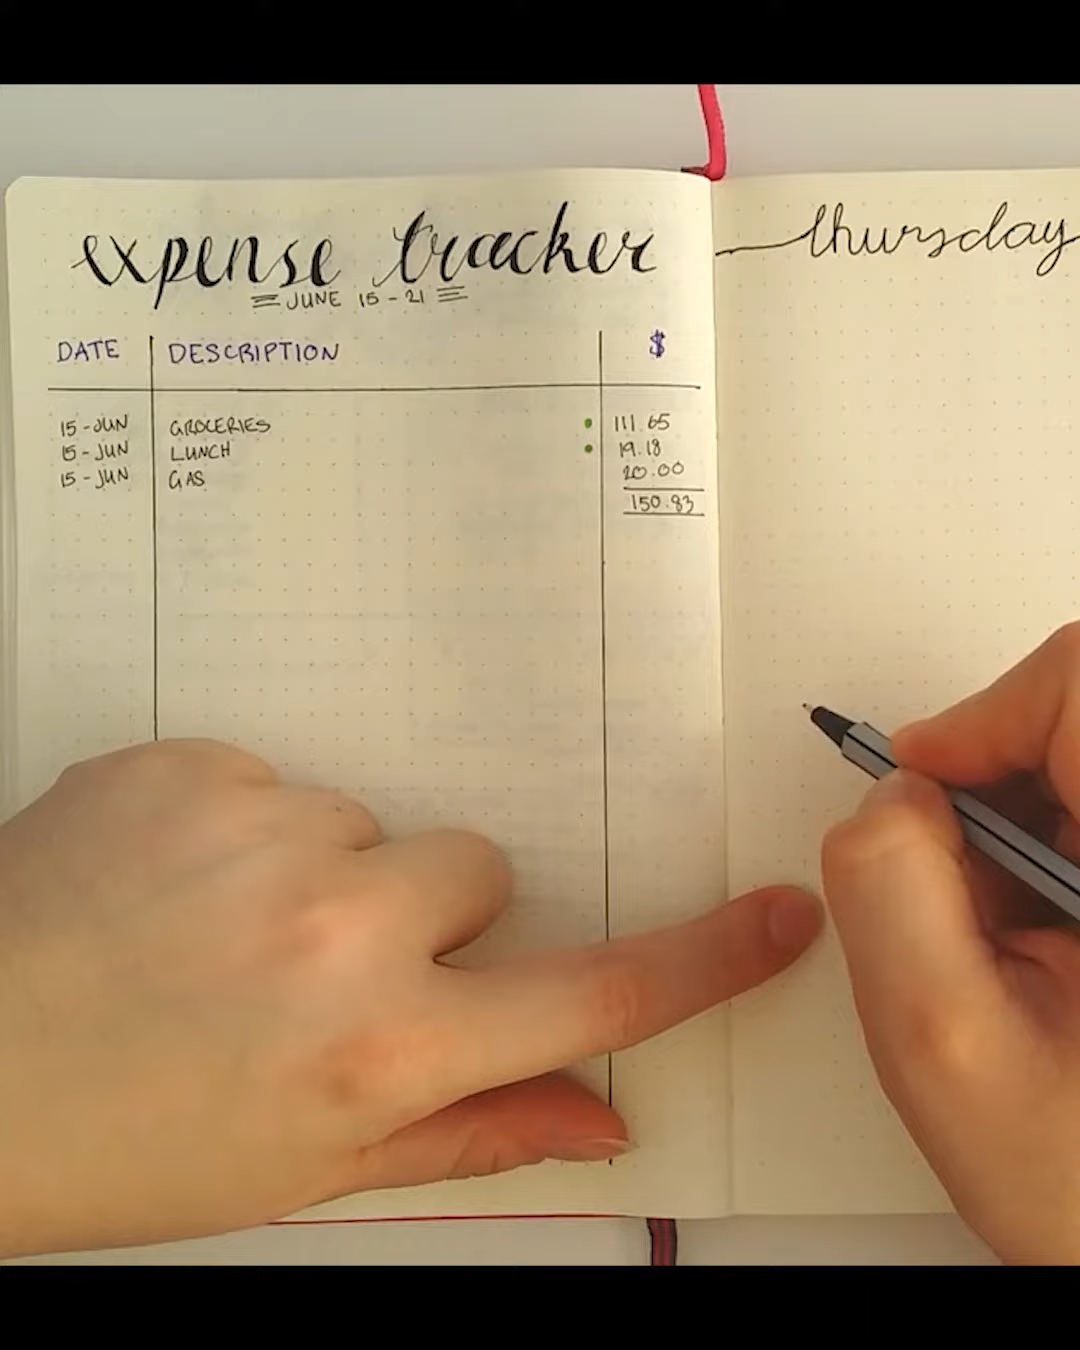 expense tracker
JUNE 15 - 21
DATE DESCRIPTION $
15-JUN GROCERIES 111.65
15-JUN LUNCH 19.18
15-JUN GAS 20.00
150.83
thursday